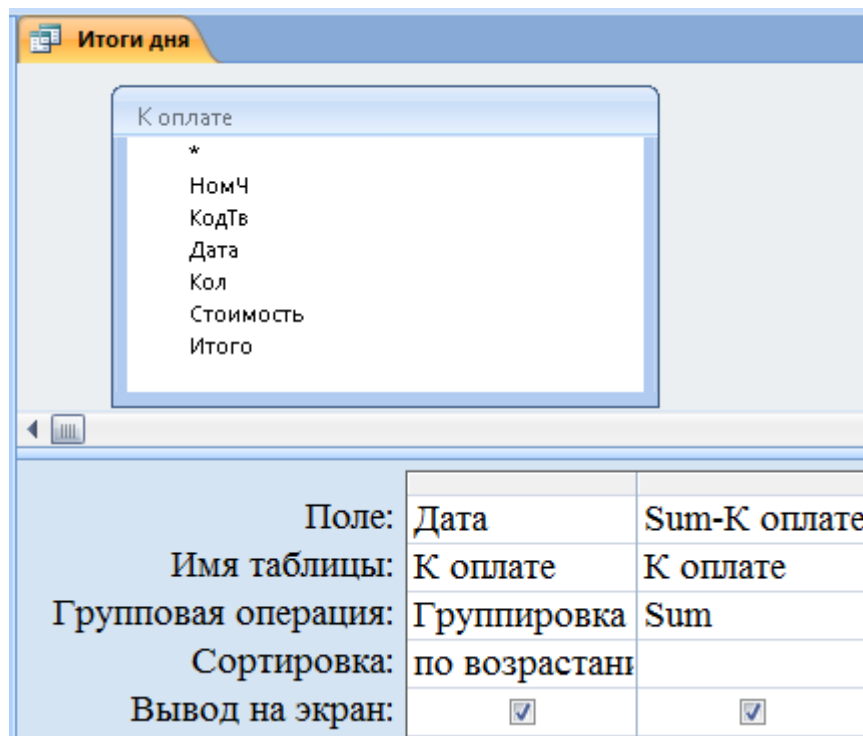 Итоги дня
К оплате
*
НомЧ
КодТв
Дата
Кол
Стоимость
Итого
Поле: Дата Sum-К оплате
Имя таблицы: К оплате К оплате
Групповая операция: Группировка Sum
Сортировка: по возрастани
Вывод на экран: